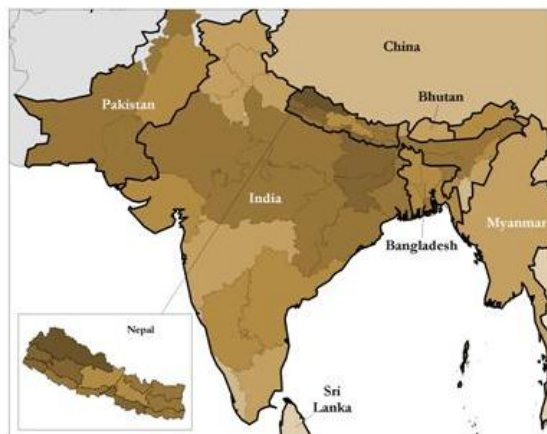 China
Bhutan
Pakistan
India
Myanmar
Bangladesh
Nepal
Sri
Lanka